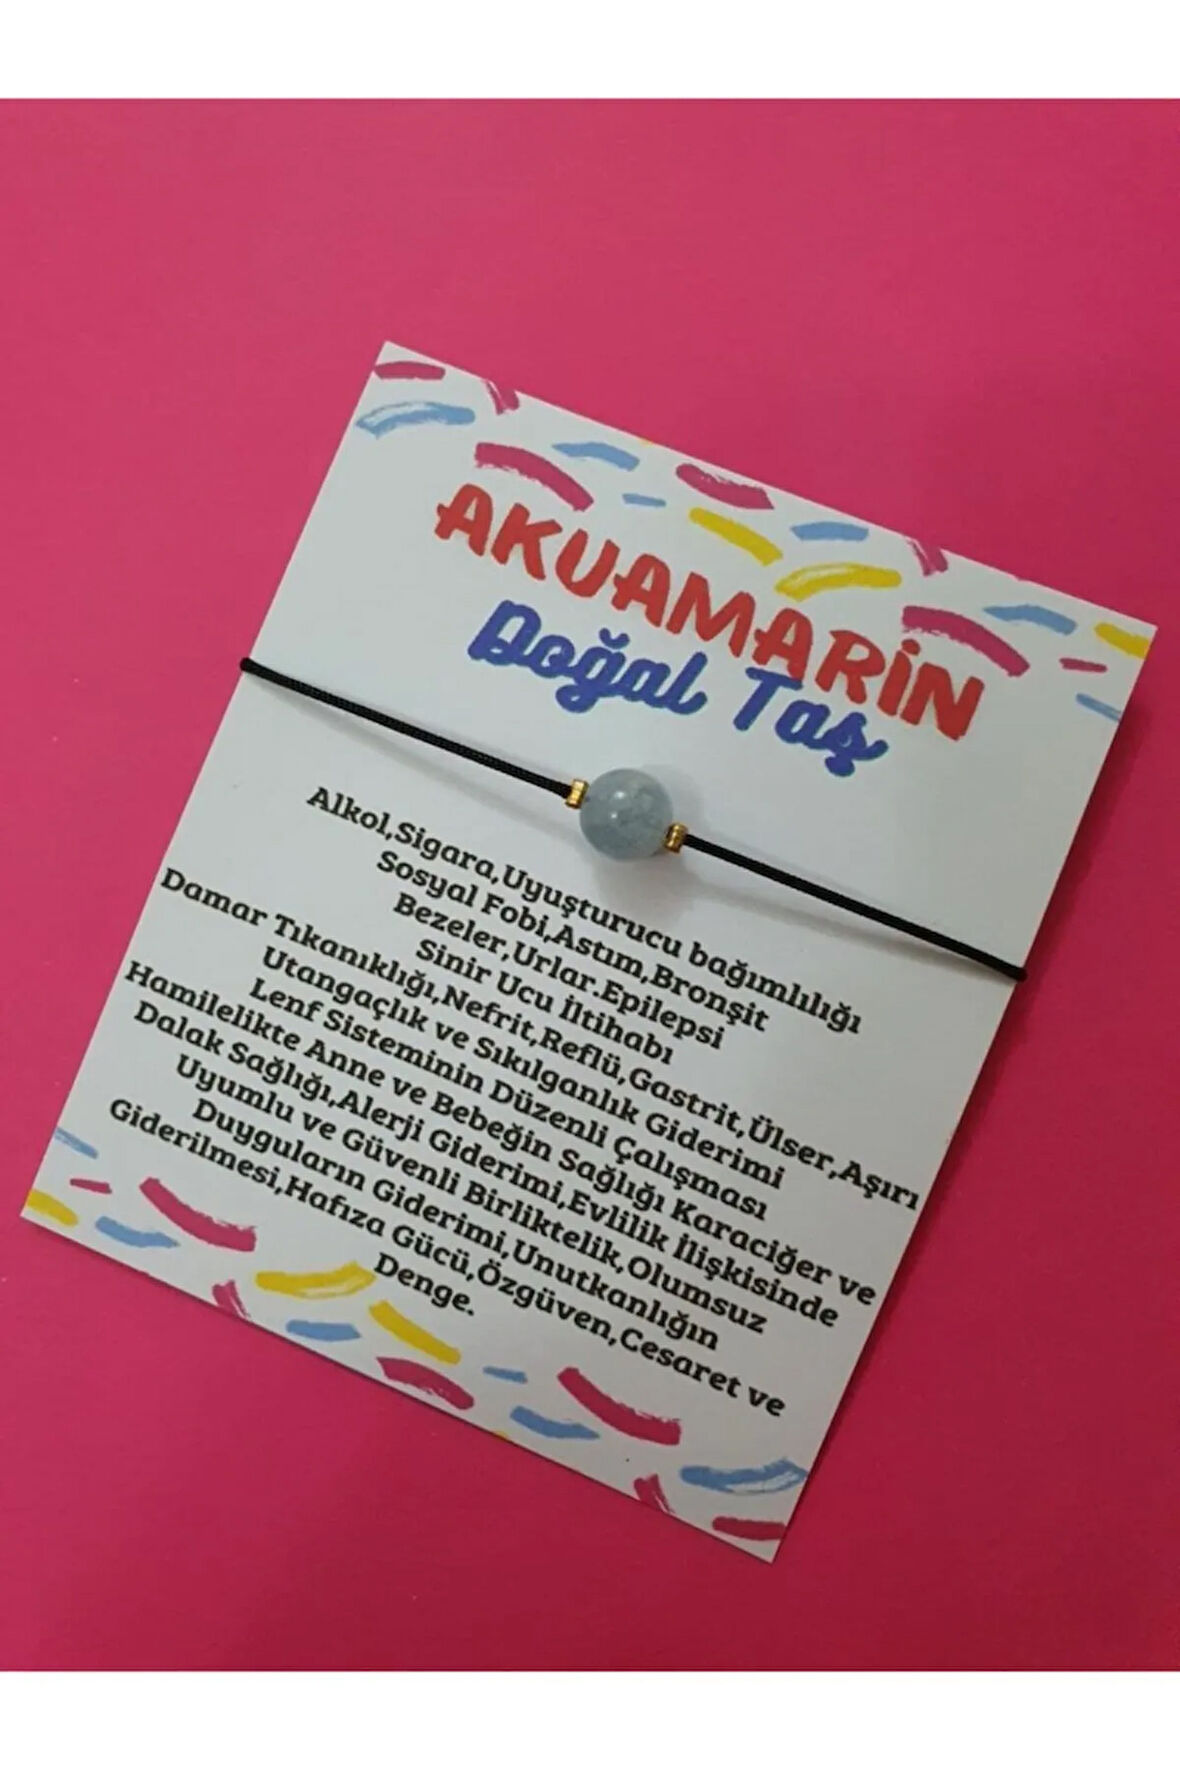 AKUAMARİN
Doğal Taş
Alkol,Sigara,Uyuşturucu bağımlılığı
Sosyal Fobi,Astım,Bronşit
Bezeler,Urlar.Epilepsi
Sinir Ucu İltihabı
Damar Tıkanıklığı,Nefrit,Reflü,Gastrit,Ülser,Aşırı
Utangaçlık ve Sıkılganlık Giderimi
Lenf Sisteminin Düzenli Çalışması
Hamilelikte Anne ve Bebeğin Sağlığı Karaciğer ve
Dalak Sağlığı,Alerji Giderimi,Evlilik İlişkisinde
Uyumlu ve Güvenli Birliktelik,Olumsuz
Duyguların Giderimi,Unutkanlığın
Giderilmesi,Hafıza Gücü,Özgüven,Cesaret ve
Denge.